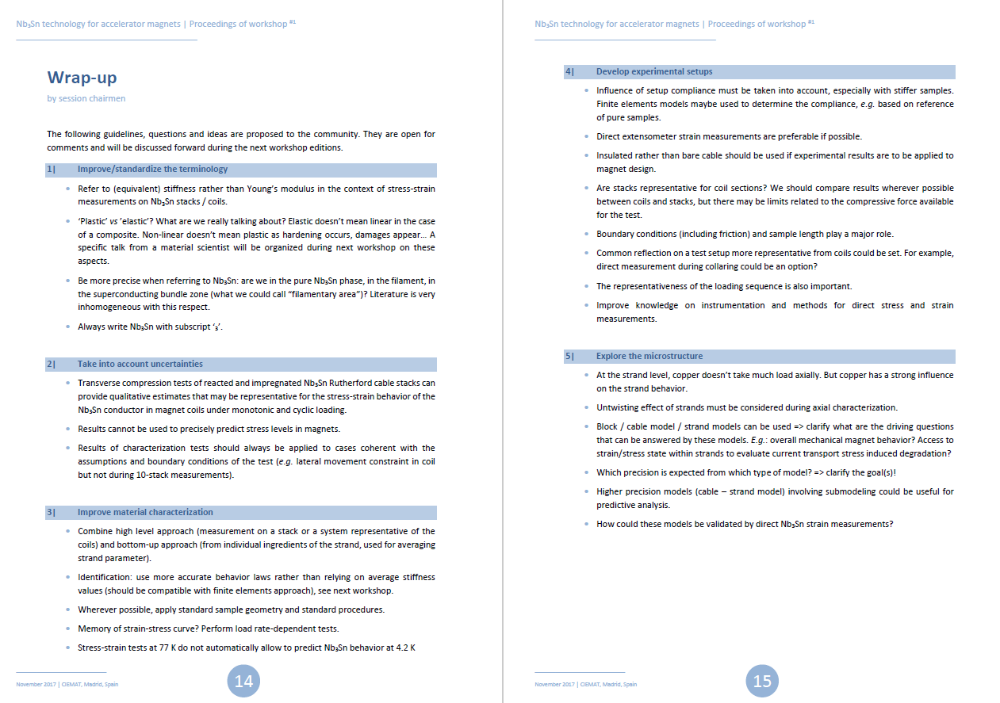 Nb₃Sn technology for accelerator magnets | Proceedings of workshop #1
Wrap-up
by session chairmen
The following guidelines, questions and ideas are proposed to the community. They are open for
comments and will be discussed forward during the next workshop editions.
1| Improve/standardize the terminology
• Refer to (equivalent) stiffness rather than Young's modulus in the context of stress-strain
measurements on Nb₃Sn stacks / coils.
• 'Plastic' vs 'elastic'? What are we really talking about? Elastic doesn't mean linear in the case
of a composite. Non-linear doesn't mean plastic as hardening occurs, damages appear... A
specific talk from a material scientist will be organized during next workshop on these
aspects.
• Be more precise when referring to Nb₃Sn: are we in the pure Nb₃Sn phase, in the filament, in
the superconducting bundle zone (what we could call "filamentary area")? Literature is very
inhomogeneous with this respect.
• Always write Nb₃Sn with subscript '₃'.
2| Take into account uncertainties
• Transverse compression tests of reacted and impregnated Nb₃Sn Rutherford cable stacks can
provide qualitative estimates that may be representative for the stress-strain behavior of the
Nb₃Sn conductor in magnet coils under monotonic and cyclic loading.
• Results cannot be used to precisely predict stress levels in magnets.
• Results of characterization tests should always be applied to cases coherent with the
assumptions and boundary conditions of the test (e.g. lateral movement constraint in coil
but not during 10-stack measurements).
3| Improve material characterization
• Combine high level approach (measurement on a stack or a system representative of the
coils) and bottom-up approach (from individual ingredients of the strand, used for averaging
strand parameter).
• Identification: use more accurate behavior laws rather than relying on average stiffness
values (should be compatible with finite elements approach), see next workshop.
• Wherever possible, apply standard sample geometry and standard procedures.
• Memory of strain-stress curve? Perform load rate-dependent tests.
• Stress-strain tests at 77 K do not automatically allow to predict Nb₃Sn behavior at 4.2 K
November 2017 | CIEMAT, Madrid, Spain
14
Nb₃Sn technology for accelerator magnets | Proceedings of workshop #1
4| Develop experimental setups
• Influence of setup compliance must be taken into account, especially with stiffer samples.
Finite elements models maybe used to determine the compliance, e.g. based on reference
of pure samples.
• Direct extensometer strain measurements are preferable if possible.
• Insulated rather than bare cable should be used if experimental results are to be applied to
magnet design.
• Are stacks representative for coil sections? We should compare results wherever possible
between coils and stacks, but there may be limits related to the compressive force available
for the test.
• Boundary conditions (including friction) and sample length play a major role.
• Common reflection on a test setup more representative from coils could be set. For example,
direct measurement during collaring could be an option?
• The representativeness of the loading sequence is also important.
• Improve knowledge on instrumentation and methods for direct stress and strain
measurements.
5| Explore the microstructure
• At the strand level, copper doesn't take much load axially. But copper has a strong influence
on the strand behavior.
• Untwisting effect of strands must be considered during axial characterization.
• Block / cable model / strand models can be used => clarify what are the driving questions
that can be answered by these models. E.g.: overall mechanical magnet behavior? Access to
strain/stress state within strands to evaluate current transport stress induced degradation?
• Which precision is expected from which type of model? => clarify the goal(s)!
• Higher precision models (cable – strand model) involving submodeling could be useful for
predictive analysis.
• How could these models be validated by direct Nb₃Sn strain measurements?
November 2017 | CIEMAT, Madrid, Spain
15